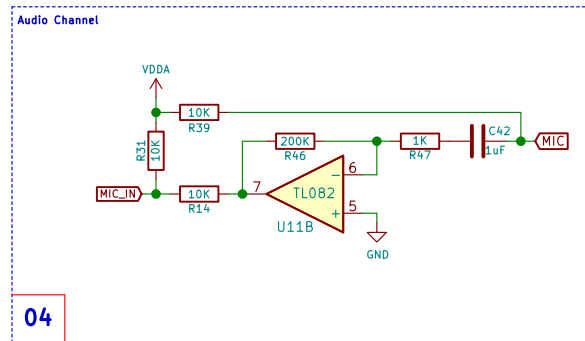 Audio Channel
VDDA
10K
R39
R31
10K
200K
R46
1K
R47
C42
1uF
MIC
MIC_IN
10K
R14
7
6
TL082
5
U11B
GND
04